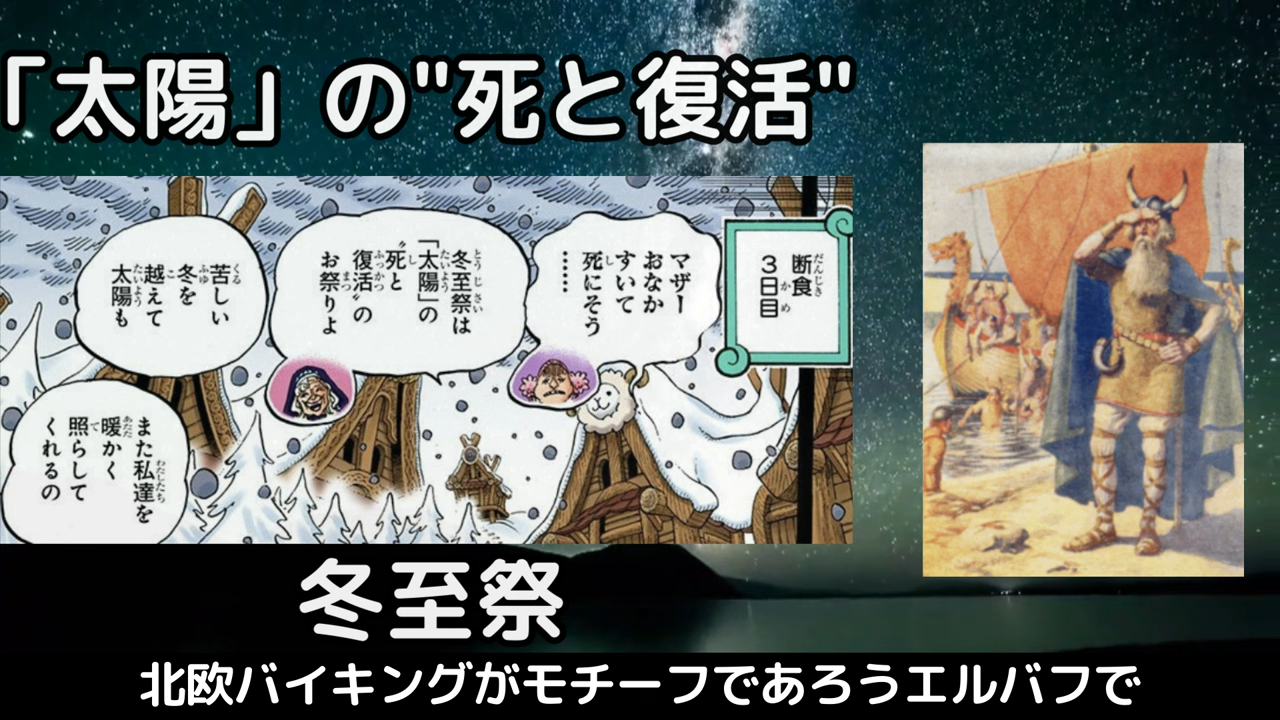 「太陽」の"死と復活"
断食
3日目
マザー
おなか
すいて
死にそう
……
冬至祭は
「太陽」の
〝死と
復活〟の
お祭りよ
苦しい
冬を
越えて
太陽も
また私達を
暖かく
照らして
くれるの
冬至祭
北欧バイキングがモチーフであろうエルバフで